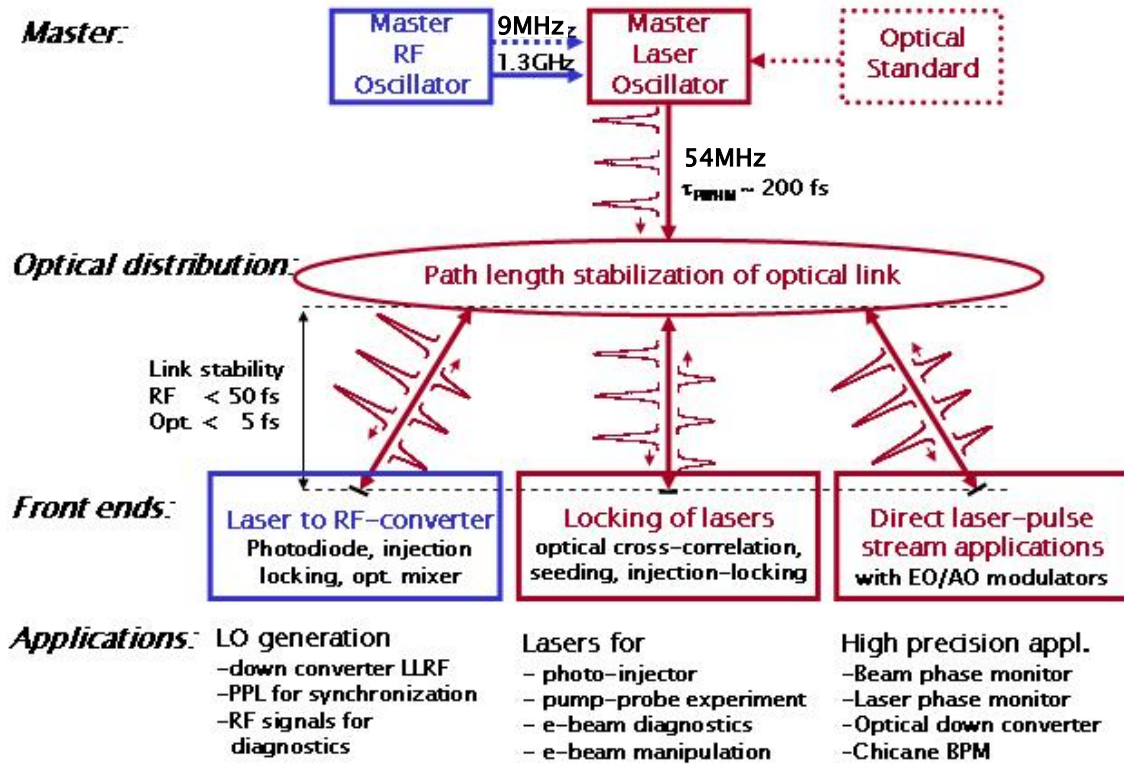 Master:
Master
RF
Oscillator
9MHz
1.3GHz
Master
Laser
Oscillator
Optical
Standard
54MHz
τFWHM ~ 200 fs
Optical distribution:
Path length stabilization of optical link
Link stability
RF < 50 fs
Opt. < 5 fs
Front ends:
Laser to RF-converter
Photodiode, injection
locking, opt. mixer
Locking of lasers
optical cross-correlation,
seeding, injection-locking
Direct laser-pulse
stream applications
with EO/AO modulators
Applications:
LO generation
-down converter LLRF
-PPL for synchronization
-RF signals for
diagnostics
Lasers for
- photo-injector
- pump-probe experiment
- e-beam diagnostics
- e-beam manipulation
High precision appl.
-Beam phase monitor
-Laser phase monitor
-Optical down converter
-Chicane BPM